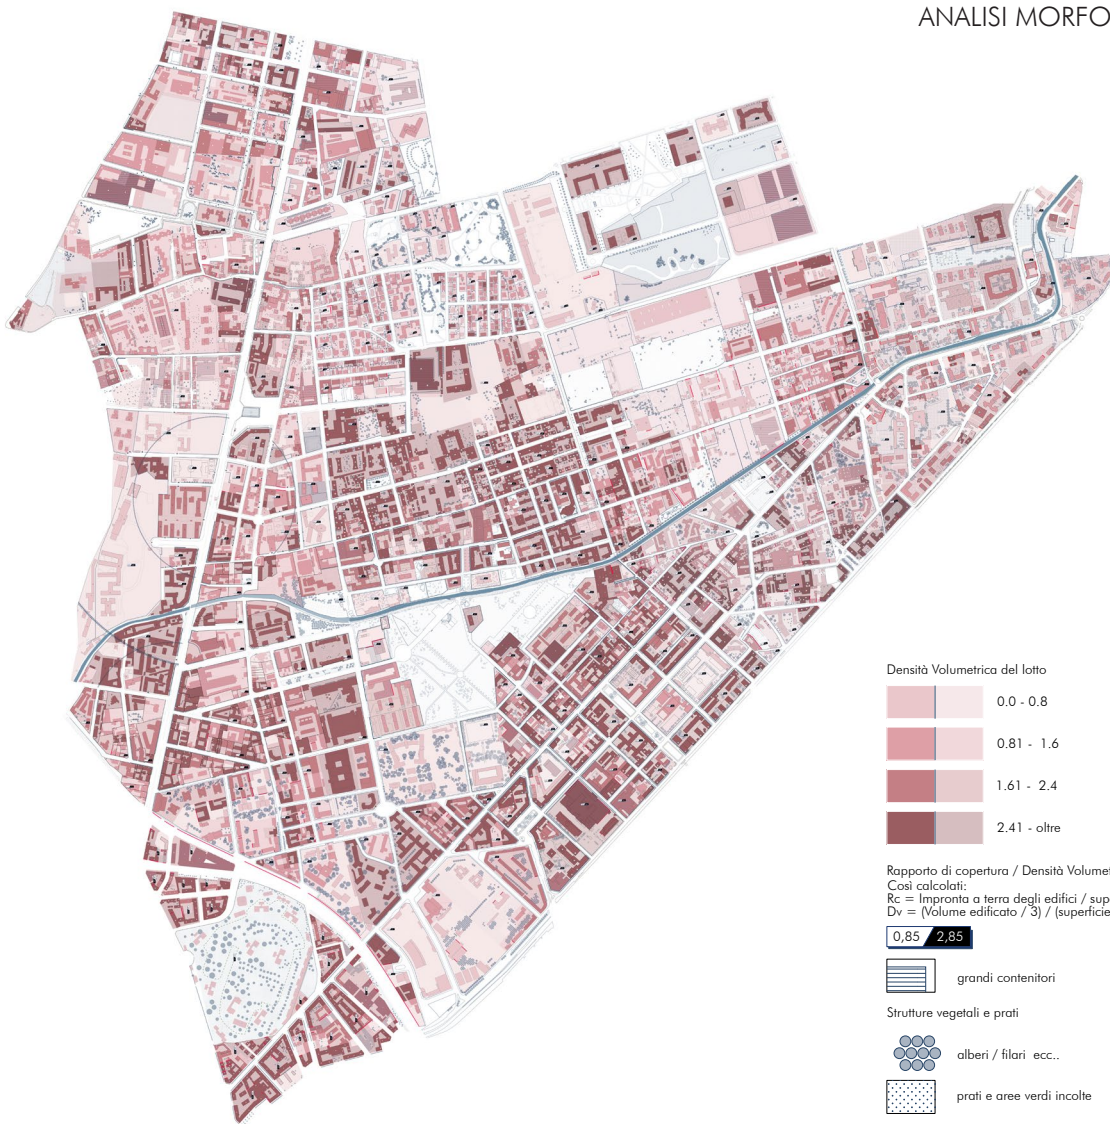 ANALISI MORFO
Densità Volumetrica del lotto
0.0 - 0.8
0.81 - 1.6
1.61 - 2.4
2.41 - oltre
Rapporto di copertura / Densità Volume
Così calcolati:
Rc = Impronta a terra degli edifici / sup
Dv = (Volume edificato / 3) / (superficie
0,85 2,85
grandi contenitori
Strutture vegetali e prati
alberi / filari ecc..
prati e aree verdi incolte